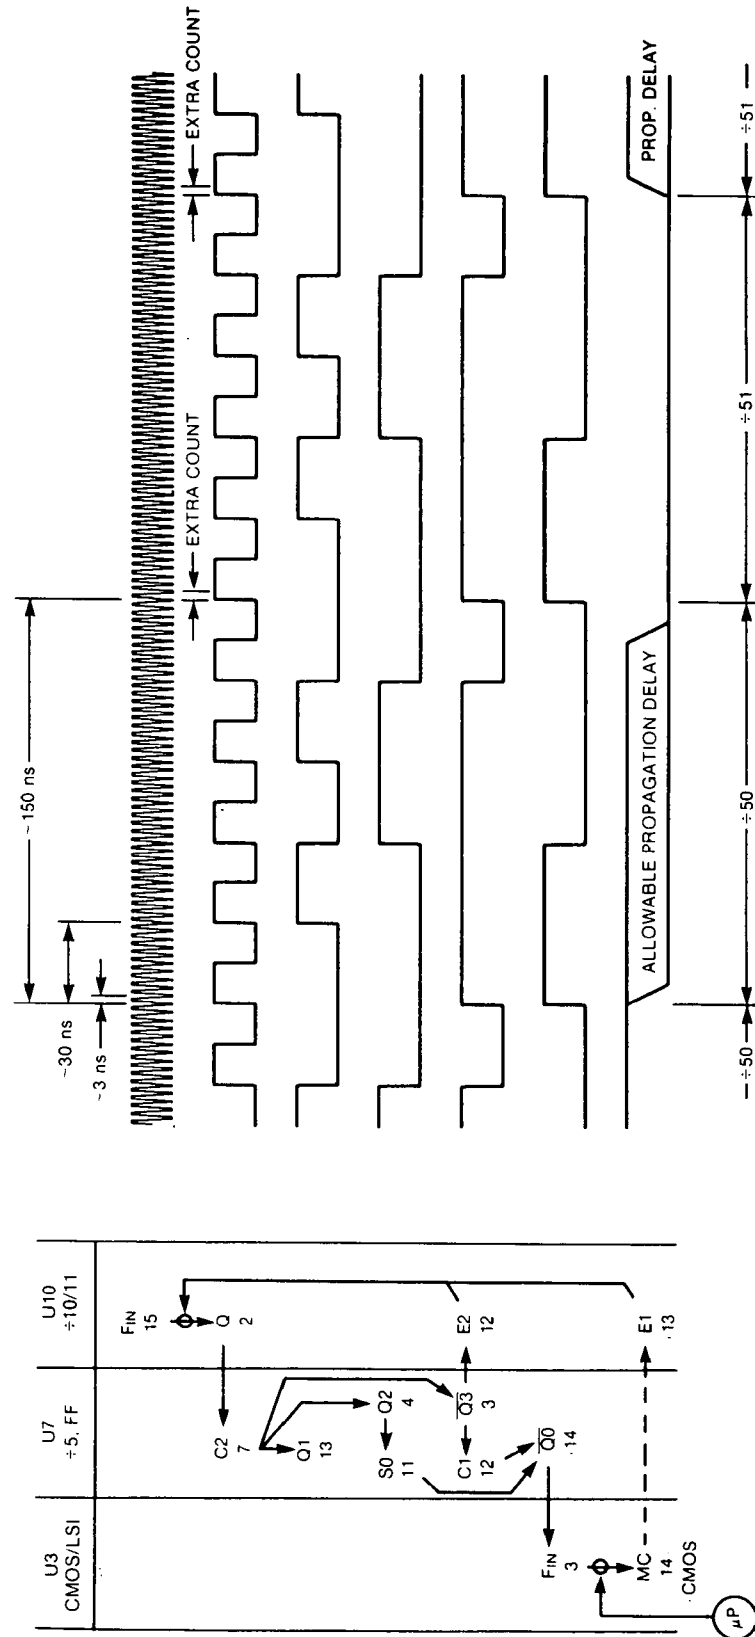 U3
CMOS/LSI
U7
÷5, FF
U10
÷10/11
FIN
15
Q
2
C2
7
Q1
13
Q2
4
S0
11
E2
12
Q3
3
C1
12
Q0
14
E1
13
FIN
3
MC
14
CMOS
μP
~150 ns
~30 ns
~3 ns
EXTRA COUNT
EXTRA COUNT
ALLOWABLE PROPAGATION DELAY
PROP. DELAY
÷50
÷50
÷51
÷51